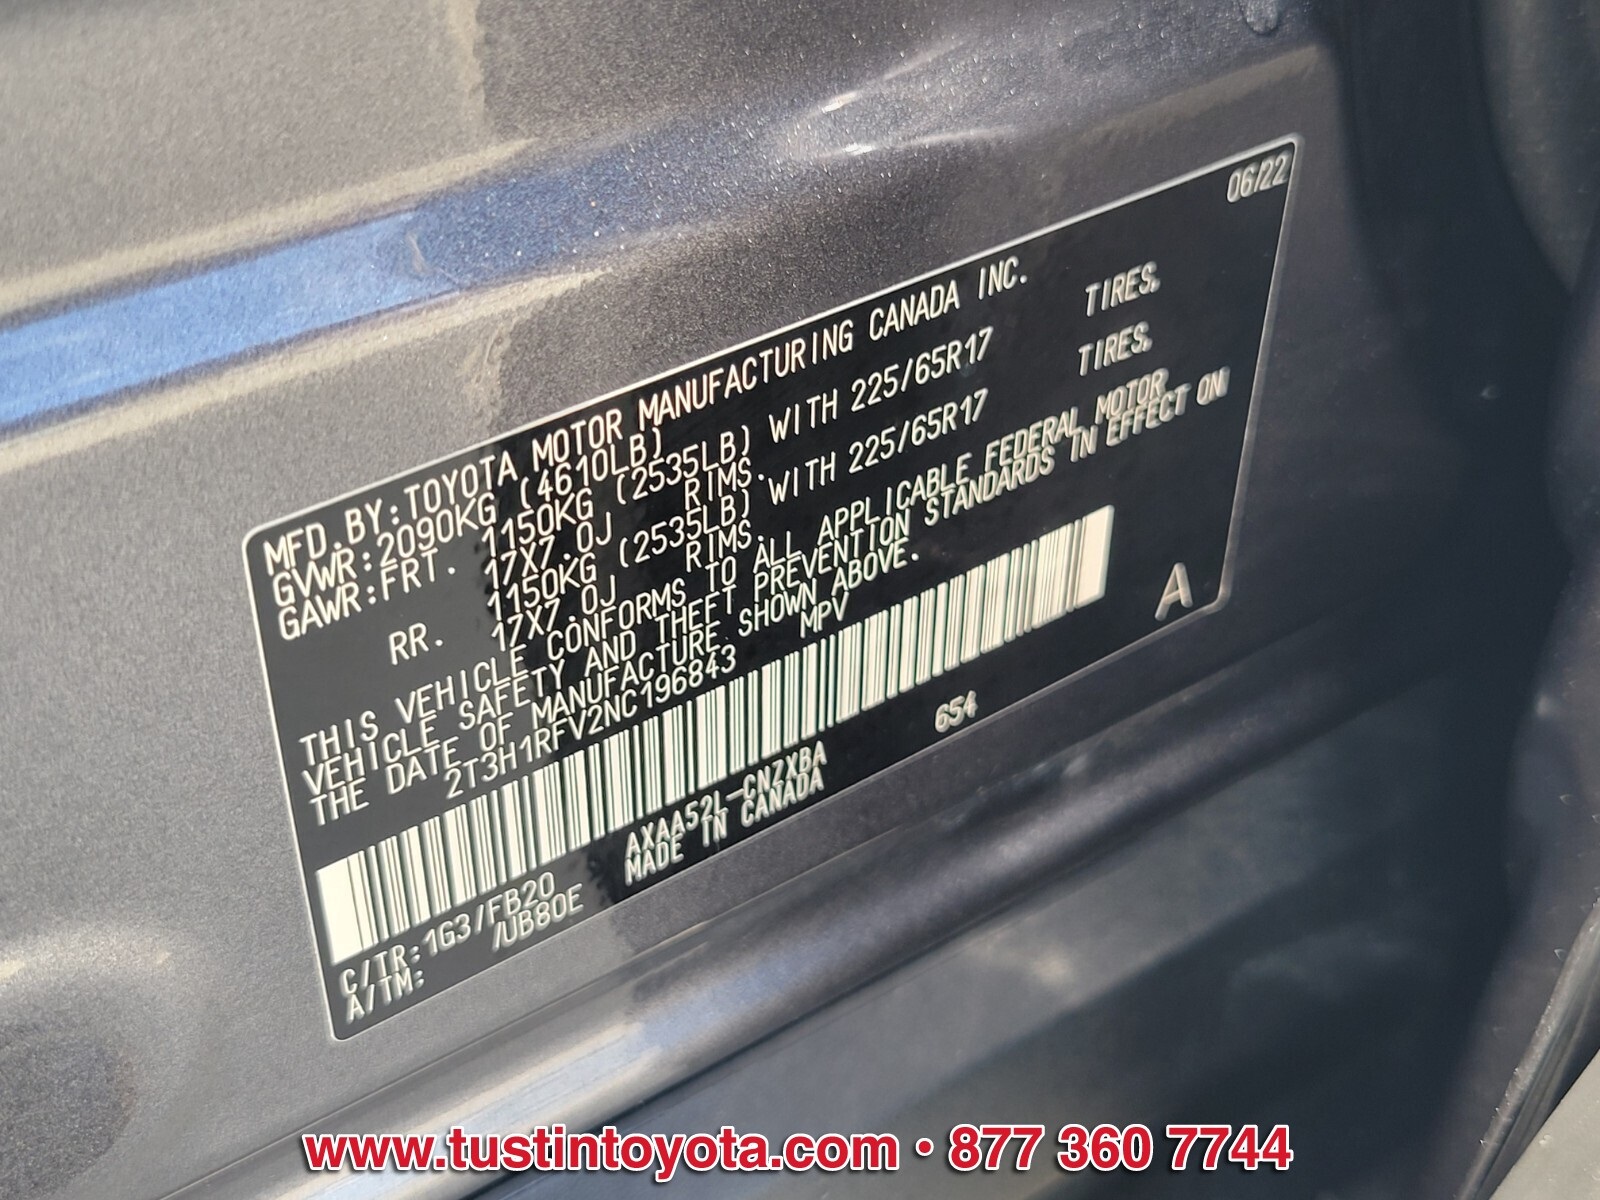 06/22
MFD.BY:TOYOTA MOTOR MANUFACTURING CANADA INC.
GVWR:2090KG (4610LB)
GAWR:FRT. 1150KG (2535LB) WITH 225/65R17 TIRES,
17X7.0J RIMS.
RR. 1150KG (2535LB) WITH 225/65R17 TIRES,
17X7.0J RIMS.
THIS VEHICLE CONFORMS TO ALL APPLICABLE FEDERAL MOTOR
VEHICLE SAFETY AND THEFT PREVENTION STANDARDS IN EFFECT ON
THE DATE OF MANUFACTURE SHOWN ABOVE.
2T3H1RFV2NC196843 MPV
A
C/TR:1G3/FB20 AXAA52L-CNZXBA 654
A/TM: /UB80E MADE IN CANADA
www.tustintoyota.com • 877 360 7744